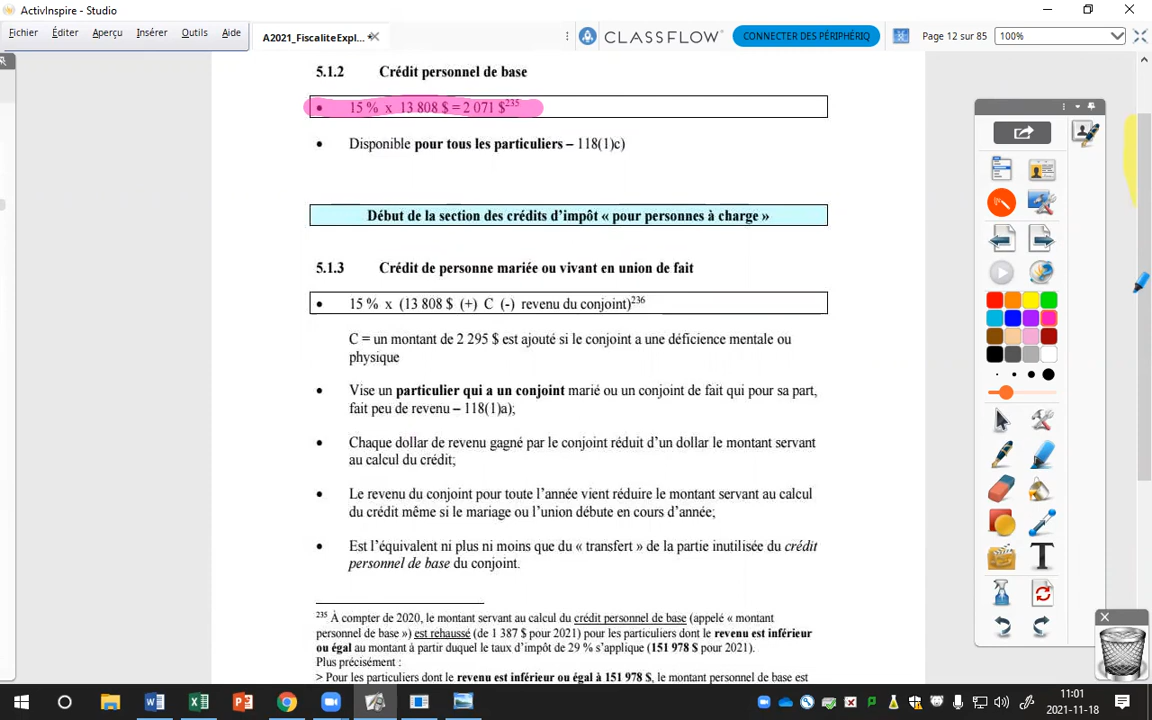 ActivInspire - Studio
Fichier Éditer Aperçu Insérer Outils Aide
A2021_FiscaliteExpl...
CLASSFLOW
CONNECTER DES PÉRIPHÉRIQ
Page 12 sur 85
100%
5.1.2 Crédit personnel de base
• 15 % x 13 808 $ = 2 071 $235
• Disponible pour tous les particuliers – 118(1)c)
Début de la section des crédits d’impôt « pour personnes à charge »
5.1.3 Crédit de personne mariée ou vivant en union de fait
• 15 % x (13 808 $ (+) C (-) revenu du conjoint)236
C = un montant de 2 295 $ est ajouté si le conjoint a une déficience mentale ou
physique
• Vise un particulier qui a un conjoint marié ou un conjoint de fait qui pour sa part,
fait peu de revenu – 118(1)a);
• Chaque dollar de revenu gagné par le conjoint réduit d’un dollar le montant servant
au calcul du crédit;
• Le revenu du conjoint pour toute l’année vient réduire le montant servant au calcul
du crédit même si le mariage ou l’union débute en cours d’année;
• Est l’équivalent ni plus ni moins que du « transfert » de la partie inutilisée du crédit
personnel de base du conjoint.
235 À compter de 2020, le montant servant au calcul du crédit personnel de base (appelé « montant
personnel de base ») est rehaussé (de 1 387 $ pour 2021) pour les particuliers dont le revenu est inférieur
ou égal au montant à partir duquel le taux d’impôt de 29 % s’applique (151 978 $ pour 2021).
Plus précisément :
> Pour les particuliers dont le revenu est inférieur ou égal à 151 978 $, le montant personnel de base est
11:01
2021-11-18